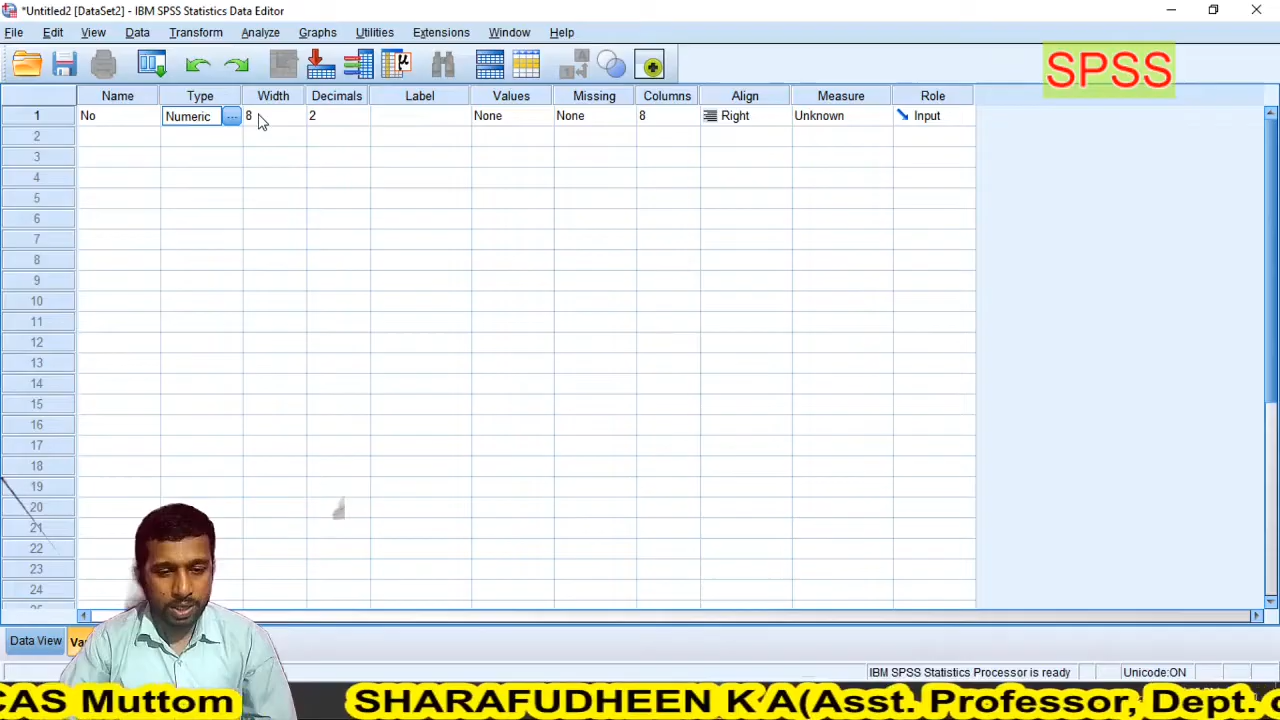 *Untitled2 [DataSet2] - IBM SPSS Statistics Data Editor
File Edit View Data Transform Analyze Graphs Utilities Extensions Window Help
SPSS
Name Type Width Decimals Label Values Missing Columns Align Measure Role
1 No Numeric ... 8 2 None None 8 Right Unknown Input
2
3
4
5
6
7
8
9
10
11
12
13
14
15
16
17
18
19
20
21
22
23
24
Data View
IBM SPSS Statistics Processor is ready Unicode:ON
CAS Muttom SHARAFUDHEEN K A(Asst. Professor, Dept.